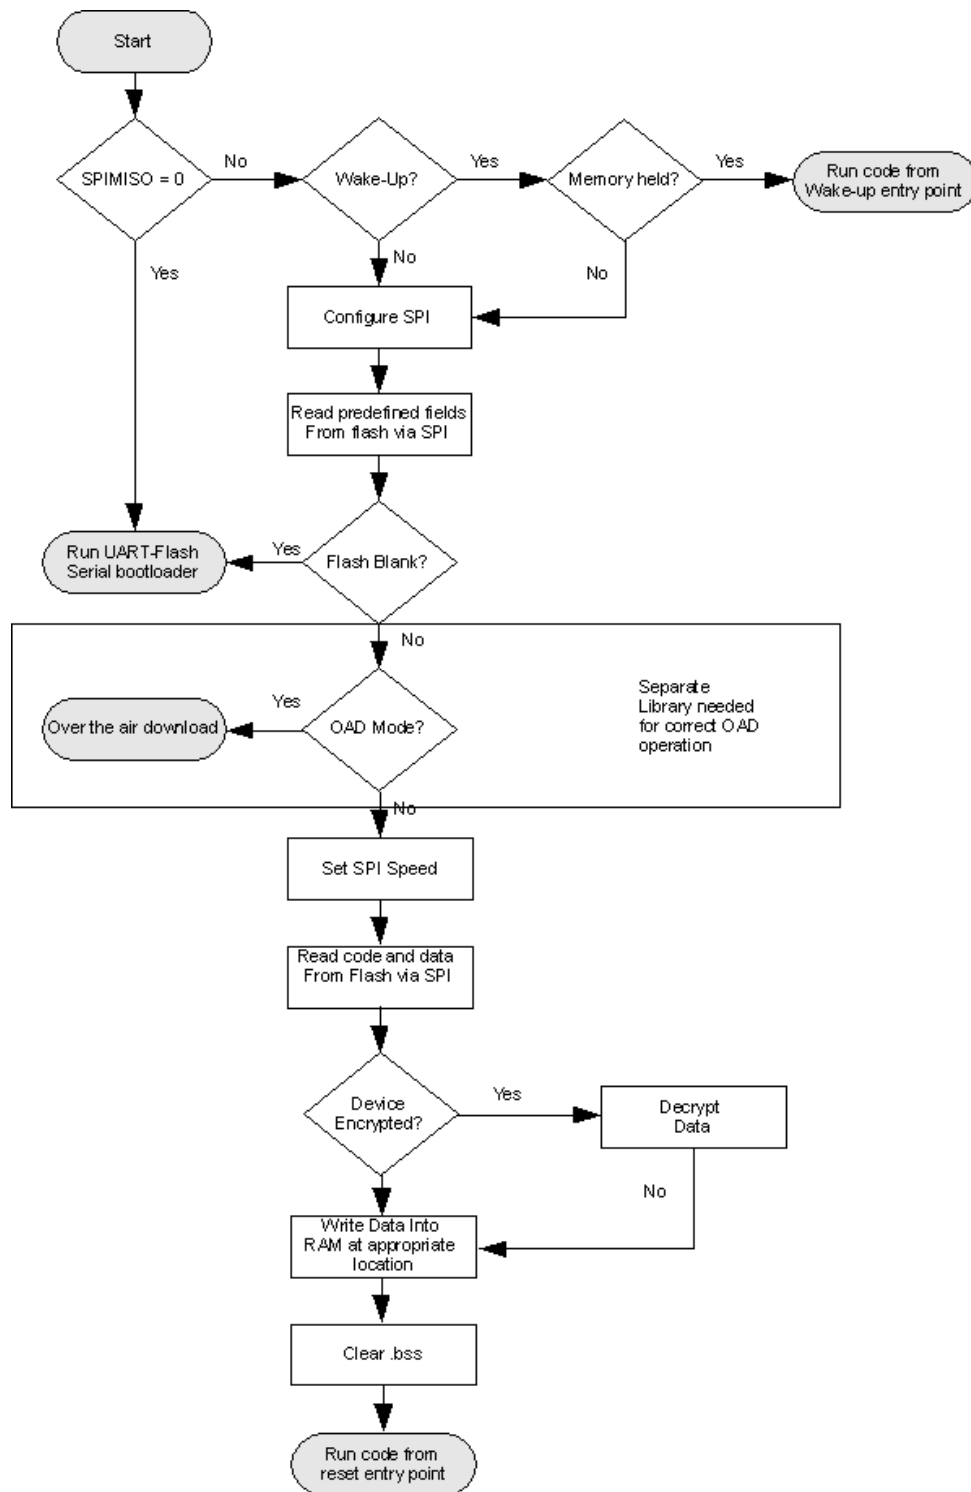 Start
SPIMISO = 0
No
Wake-Up?
Yes
Memory held?
Yes
Run code from
Wake-up entry point
Yes
No
No
Configure SPI
Read predefined fields
From flash via SPI
Run UART-Flash
Serial bootloader
Yes
Flash Blank?
No
Yes
Over the air download
OAD Mode?
Separate
Library needed
for correct OAD
operation
No
Set SPI Speed
Read code and data
From Flash via SPI
Device
Encrypted?
Yes
Decrypt
Data
No
Write Data Into
RAM at appropriate
location
Clear .bss
Run code from
reset entry point